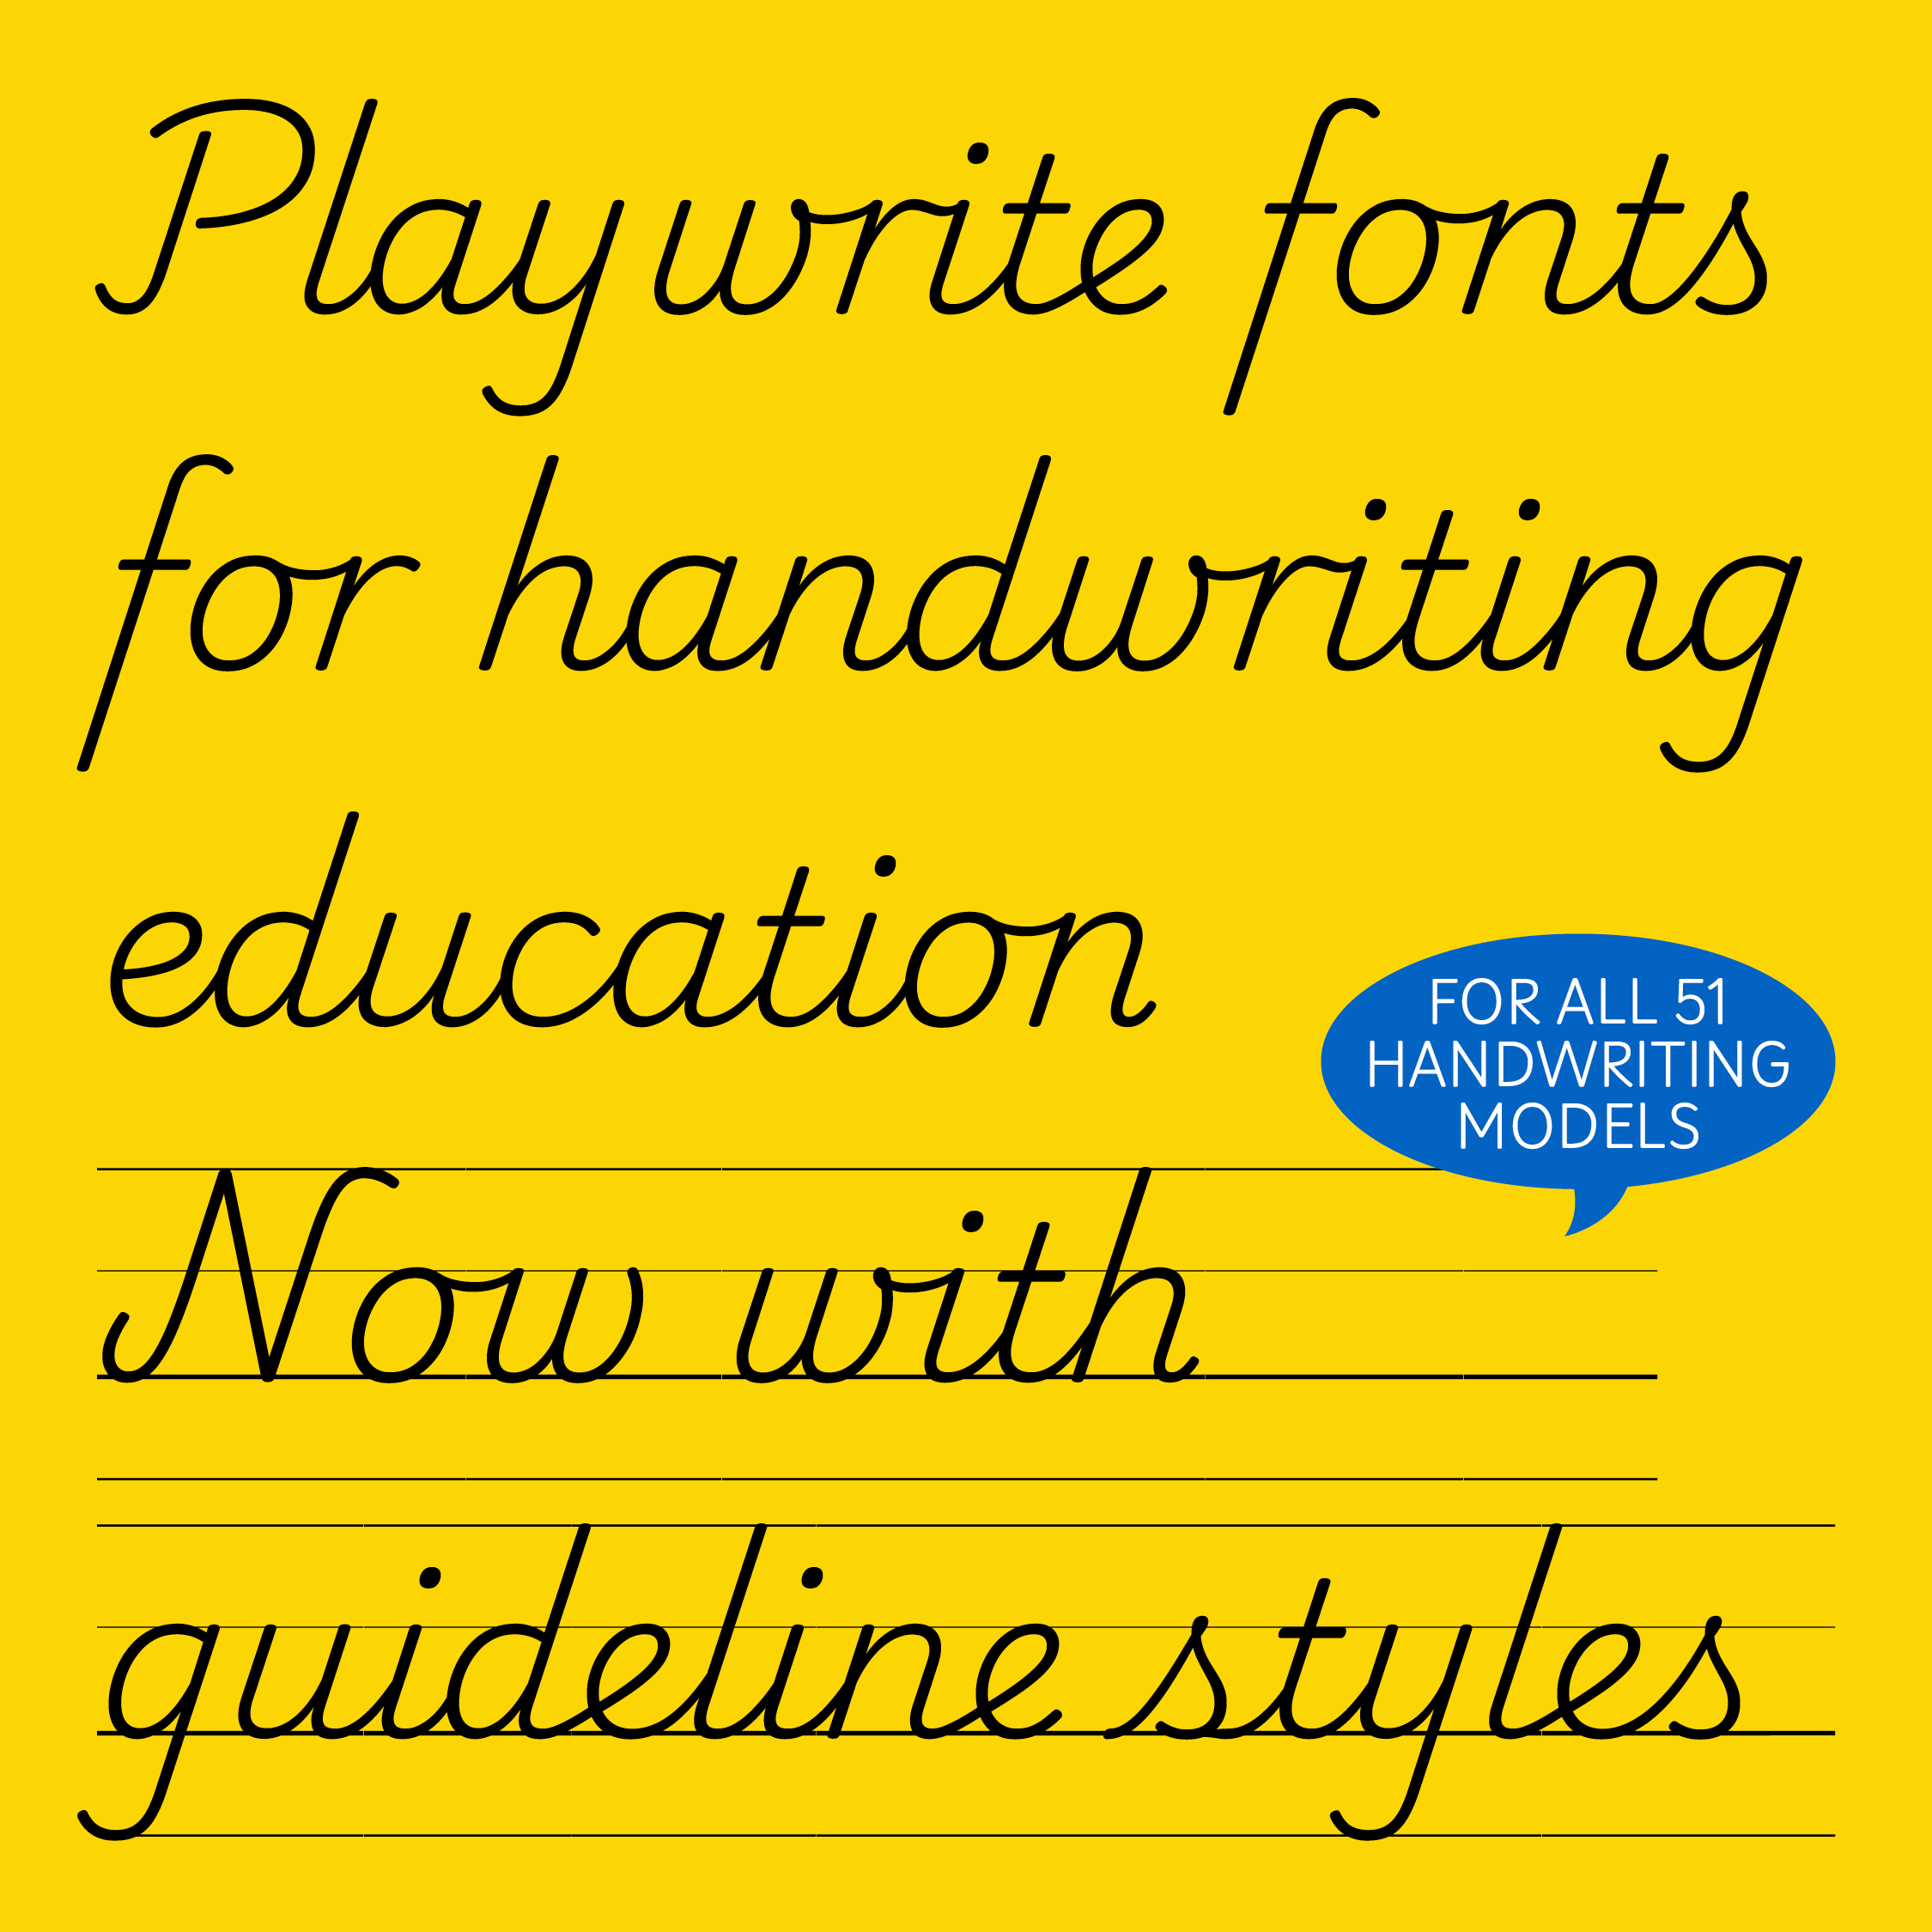 Playwrite fonts
for handwriting
education
FOR ALL 51
HANDWRITING
MODELS
Now with
guideline styles